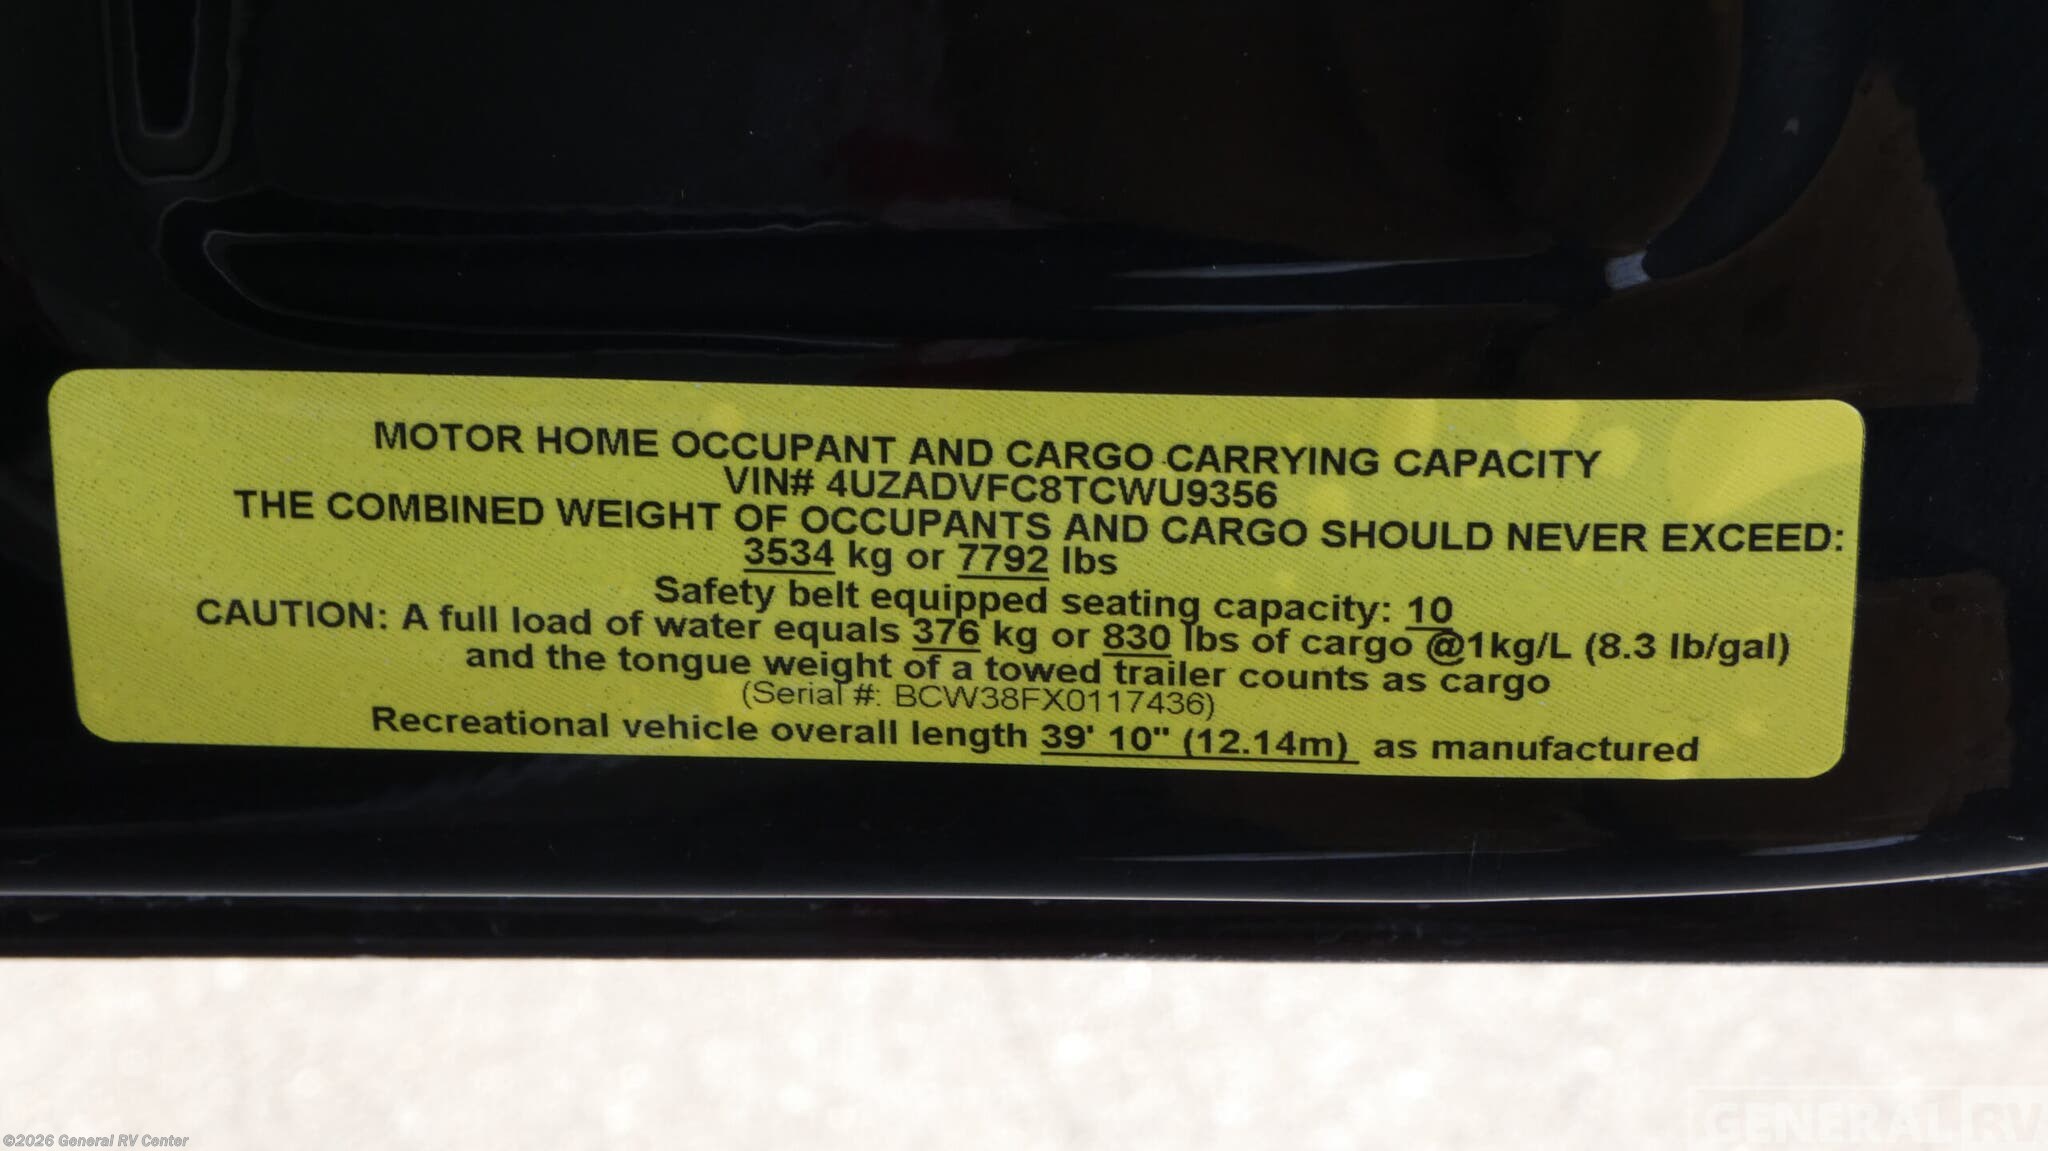 MOTOR HOME OCCUPANT AND CARGO CARRYING CAPACITY
VIN# 4UZADVFC8TCWU9356
THE COMBINED WEIGHT OF OCCUPANTS AND CARGO SHOULD NEVER EXCEED:
3534 kg or 7792 lbs
Safety belt equipped seating capacity: 10
CAUTION: A full load of water equals 376 kg or 830 lbs of cargo @1kg/L (8.3 lb/gal)
and the tongue weight of a towed trailer counts as cargo
(Serial #: BCW38FX0117436)
Recreational vehicle overall length 39' 10" (12.14m) as manufactured
©2026 General RV Center
GENERAL RV